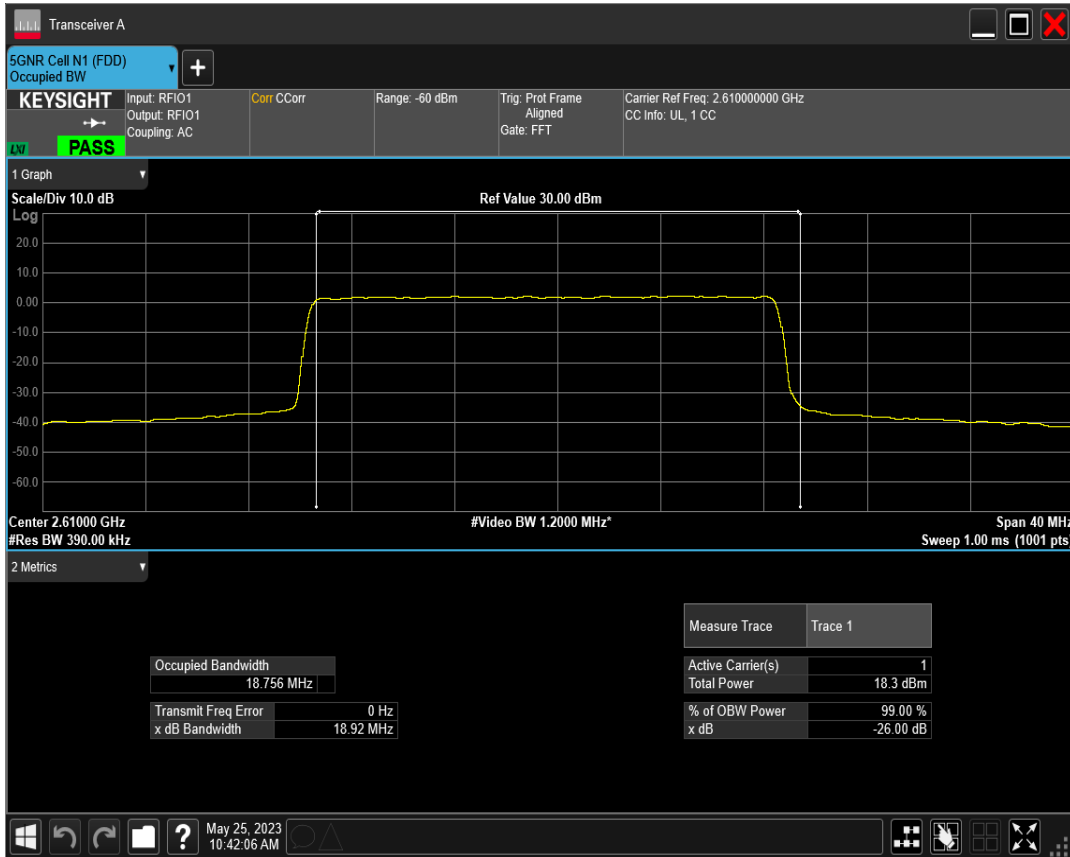 Transceiver A
5GNR Cell N1 (FDD)
Occupied BW
+
KEYSIGHT
LXI
PASS
Input: RFIO1
Output: RFIO1
Coupling: AC
Corr CCorr
Range: -60 dBm
Trig: Prot Frame
Aligned
Gate: FFT
Carrier Ref Freq: 2.610000000 GHz
CC Info: UL, 1 CC
1 Graph
Scale/Div 10.0 dB
Ref Value 30.00 dBm
Log
20.0
10.0
0.00
-10.0
-20.0
-30.0
-40.0
-50.0
-60.0
Center 2.61000 GHz
#Video BW 1.2000 MHz*
Span 40 MHz
#Res BW 390.00 kHz
Sweep 1.00 ms (1001 pts)
2 Metrics
Measure Trace Trace 1
Occupied Bandwidth
18.756 MHz
Active Carrier(s) 1
Total Power 18.3 dBm
Transmit Freq Error 0 Hz
x dB Bandwidth 18.92 MHz
% of OBW Power 99.00 %
x dB -26.00 dB
?
May 25, 2023
10:42:06 AM